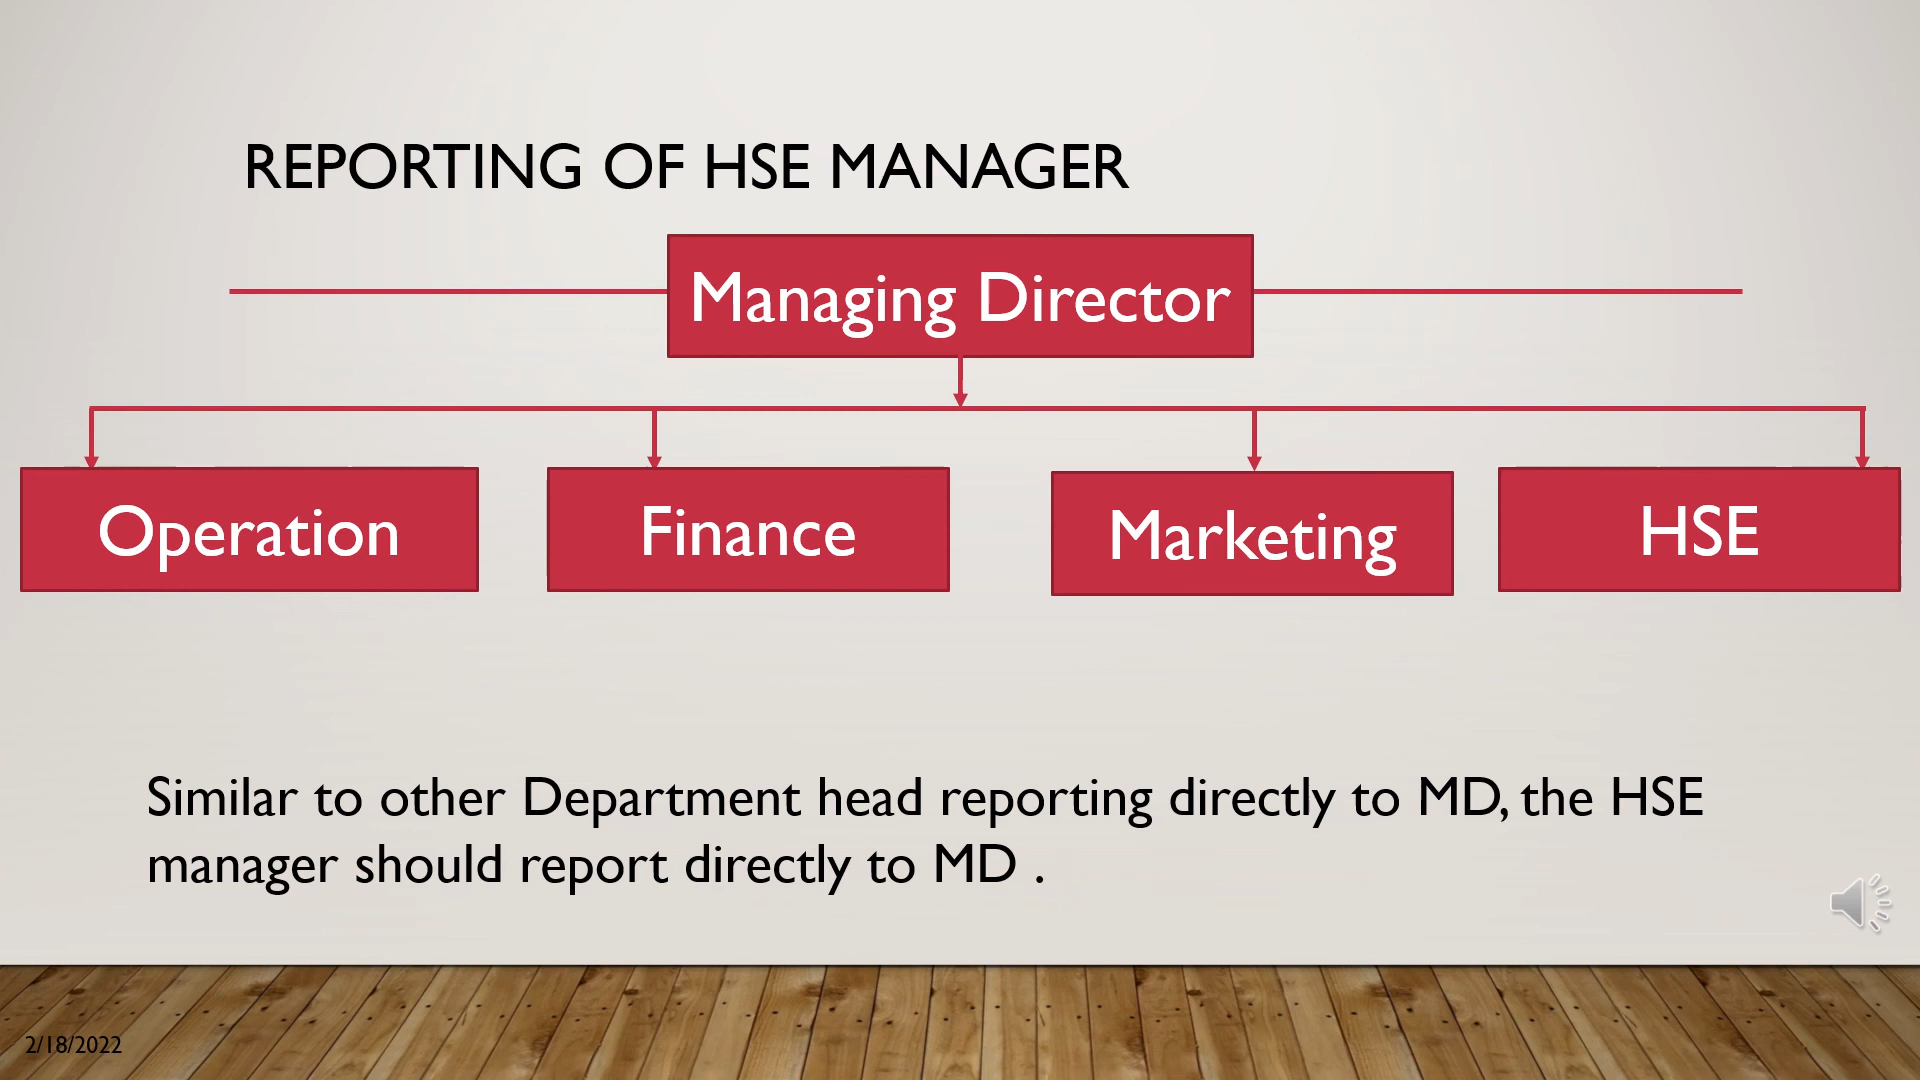 REPORTING OF HSE MANAGER
Managing Director
Operation
Finance
Marketing
HSE
Similar to other Department head reporting directly to MD, the HSE
manager should report directly to MD .
2/18/2022